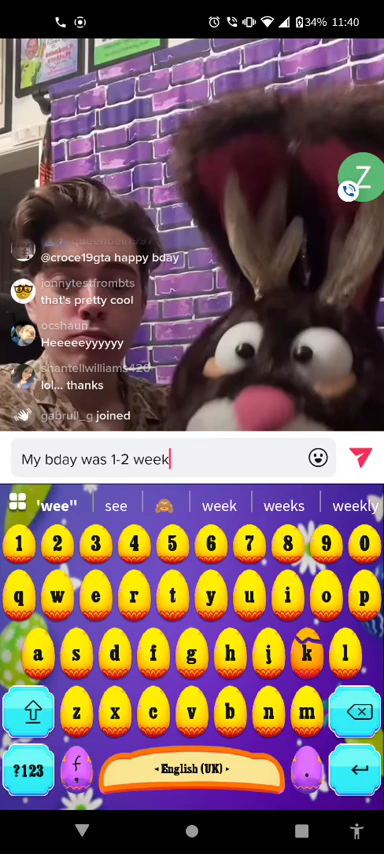 34% 11:40
Z
@croce19gta happy bday
jonnytestfrombts
that's pretty cool
ocshaun
Heeeeeyyyyyy
shantellwilliams420
lol... thanks
gabrull_g joined
My bday was 1-2 week
"wee" see 🙈 week weeks weekly
1 2 3 4 5 6 7 8 9 0
q w e r t y u i o p
a s d f g h j k l
z x c v b n m
?123 , English (UK) .